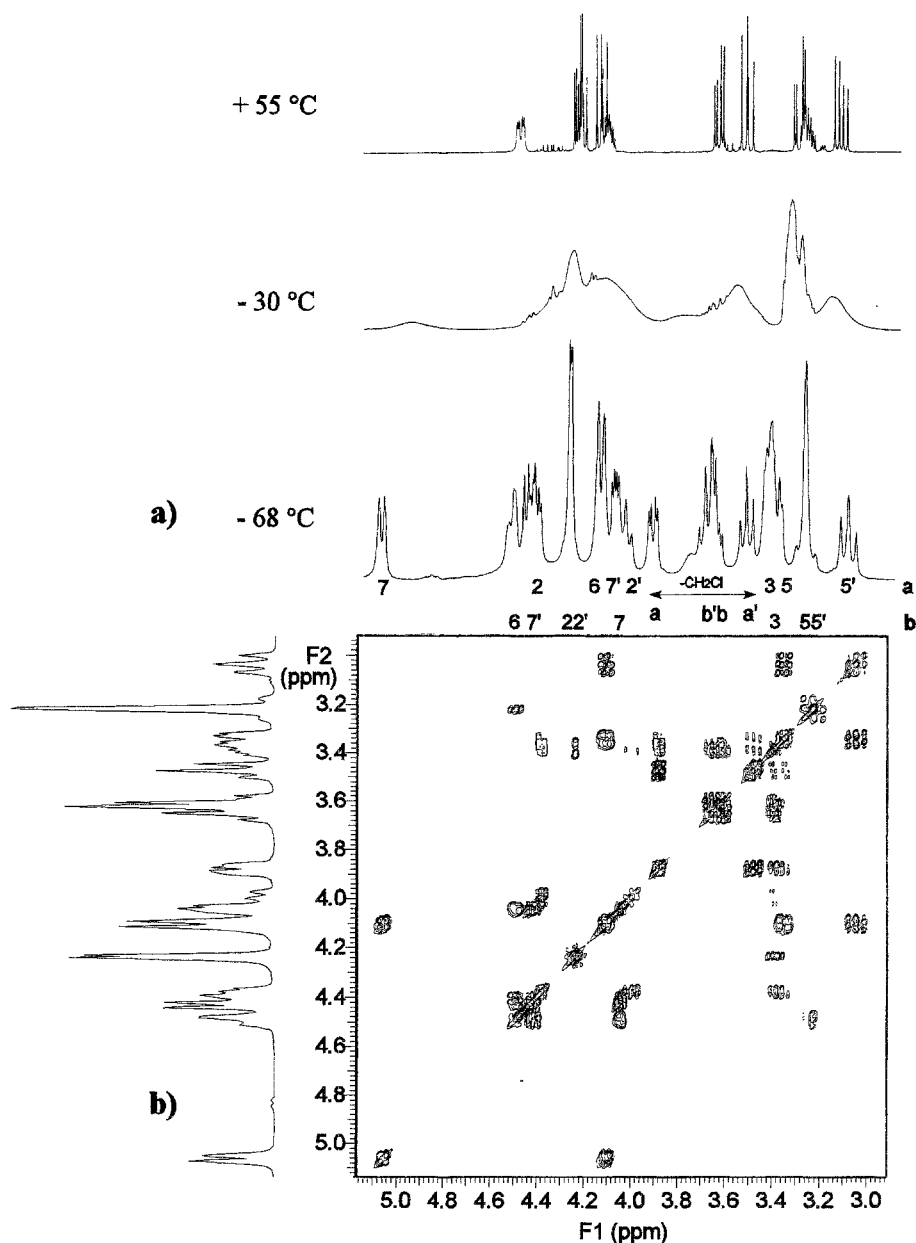 + 55 °C
- 30 °C
a)
- 68 °C
7 2 6 7' 2' -CH2Cl 3 5 5' a
a b'b a'
6 7' 22' 7 3 55' b
F2
(ppm)
3.2
3.4
3.6
3.8
4.0
4.2
4.4
4.6
4.8
5.0
b)
5.0 4.8 4.6 4.4 4.2 4.0 3.8 3.6 3.4 3.2 3.0
F1 (ppm)